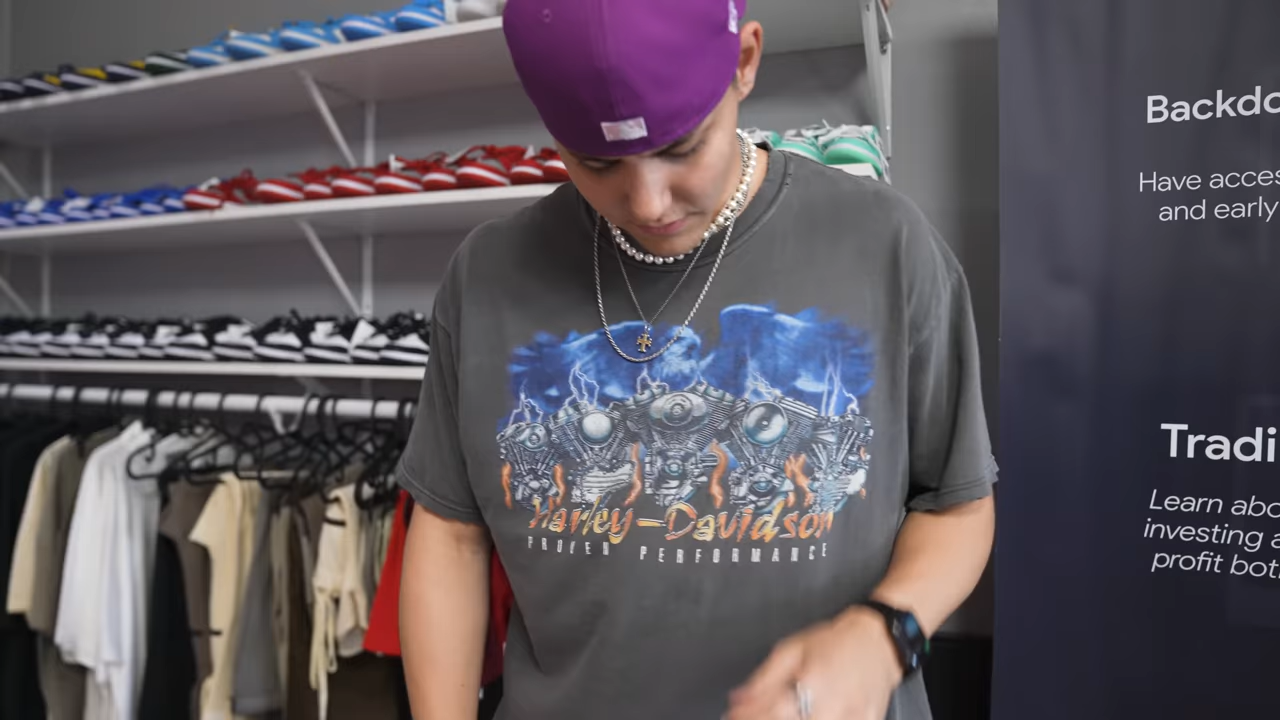 Harley-Davidson
PROVEN PERFORMANCE
Backdo
Have acces
and early
Tradi
Learn abo
investing a
profit bot